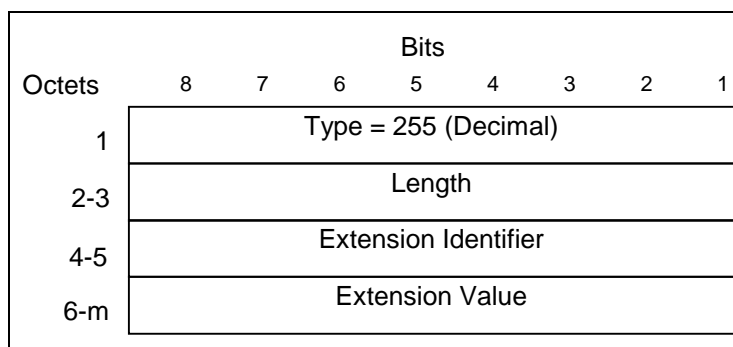 Bits
Octets 8 7 6 5 4 3 2 1
1 Type = 255 (Decimal)
2-3 Length
4-5 Extension Identifier
6-m Extension Value